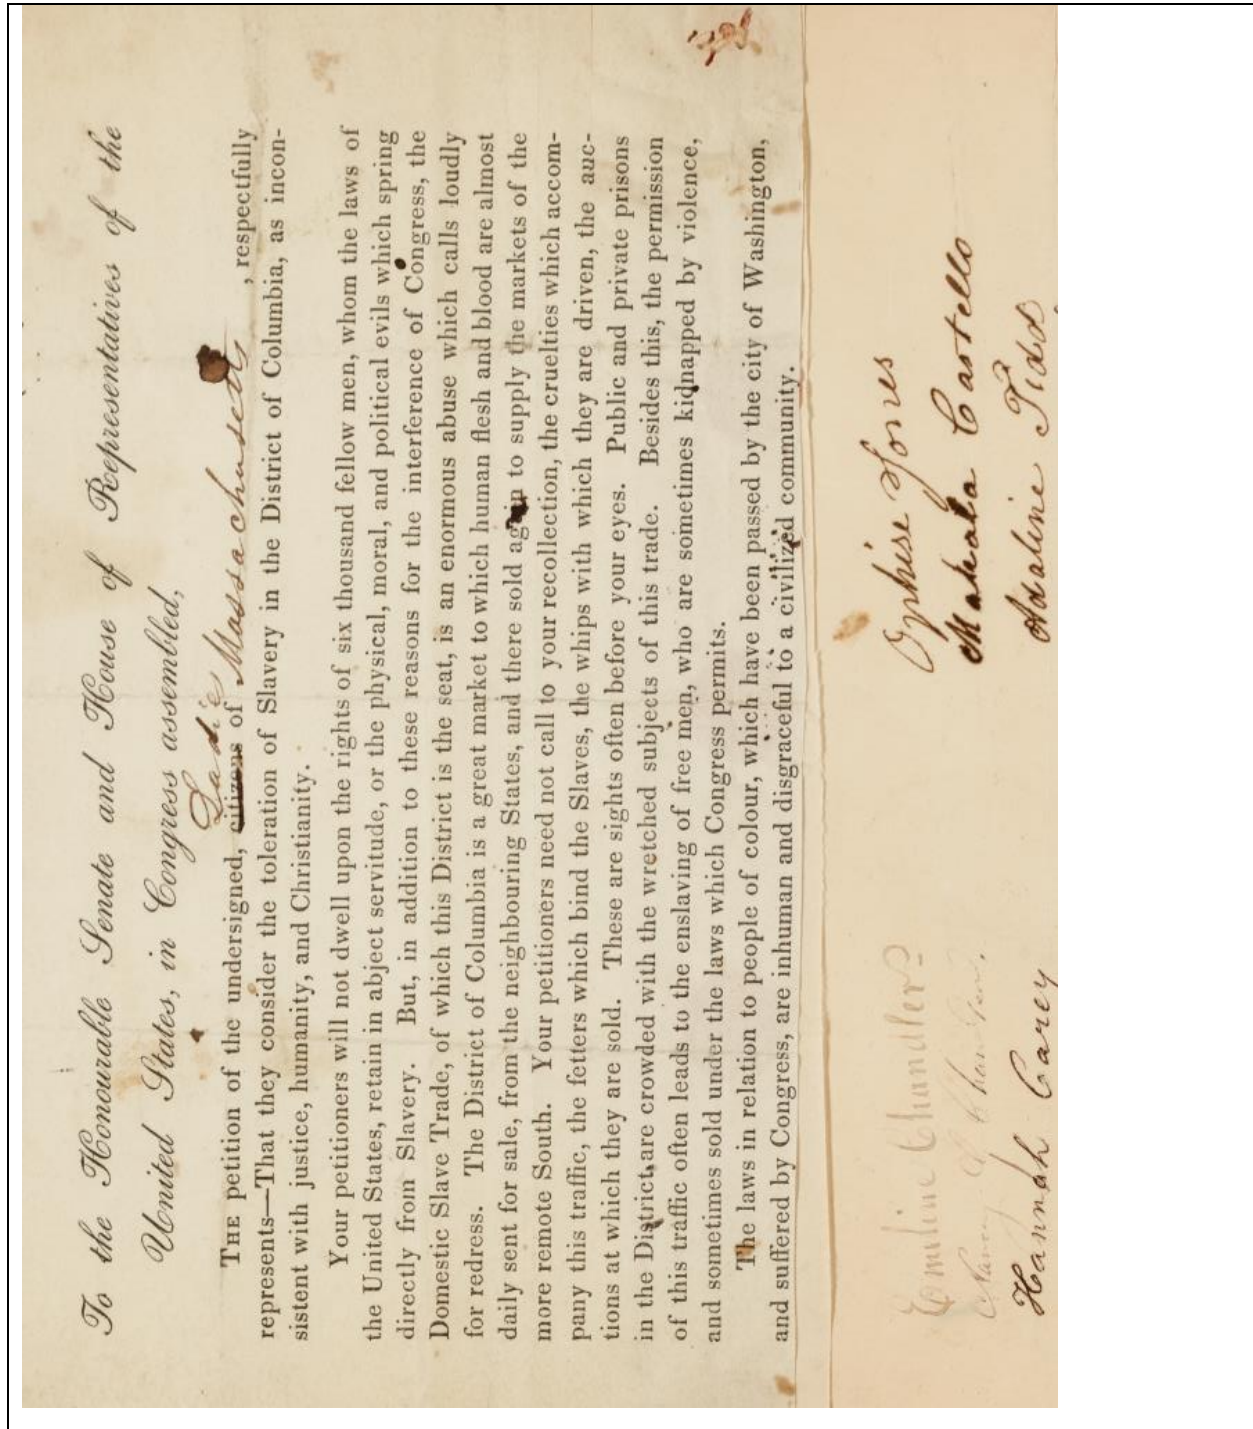 To the Honourable Senate and House of Representatives of the
United States, in Congress assembled,
Ladies
THE petition of the undersigned, citizens of Massachusetts, respectfully
represents—That they consider the toleration of Slavery in the District of Columbia, as incon-
sistent with justice, humanity, and Christianity.
Your petitioners will not dwell upon the rights of six thousand fellow men, whom the laws of
the United States, retain in abject servitude, or the physical, moral, and political evils which spring
directly from Slavery. But, in addition to these reasons for the interference of Congress, the
Domestic Slave Trade, of which this District is the seat, is an enormous abuse which calls loudly
for redress. The District of Columbia is a great market to which human flesh and blood are almost
daily sent for sale, from the neighbouring States, and there sold again to supply the markets of the
more remote South. Your petitioners need not call to your recollection, the cruelties which accom-
pany this traffic, the fetters which bind the Slaves, the whips with which they are driven, the auc-
tions at which they are sold. These are sights often before your eyes. Public and private prisons
in the District, are crowded with the wretched subjects of this trade. Besides this, the permission
of this traffic often leads to the enslaving of free men, who are sometimes kidnapped by violence,
and sometimes sold under the laws which Congress permits.
The laws in relation to people of colour, which have been passed by the city of Washington,
and suffered by Congress, are inhuman and disgraceful to a civilized community.
Emiline Chandler
Nancy Chandler
Hannah Carey
Ophise Jones
Mahala Castello
Adaline Tidd